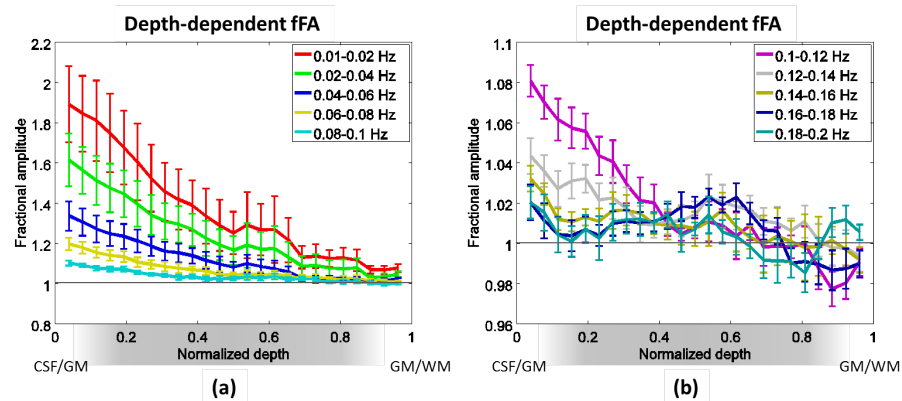 Depth-dependent fFA
2.2
2
1.8
1.6
1.4
1.2
1
0.8
Fractional amplitude
0.01-0.02 Hz
0.02-0.04 Hz
0.04-0.06 Hz
0.06-0.08 Hz
0.08-0.1 Hz
0 0.2 0.4 0.6 0.8 1
Normalized depth
CSF/GM GM/WM
(a)
Depth-dependent fFA
1.1
1.08
1.06
1.04
1.02
1
0.98
0.96
Fractional amplitude
0.1-0.12 Hz
0.12-0.14 Hz
0.14-0.16 Hz
0.16-0.18 Hz
0.18-0.2 Hz
0 0.2 0.4 0.6 0.8 1
Normalized depth
CSF/GM GM/WM
(b)